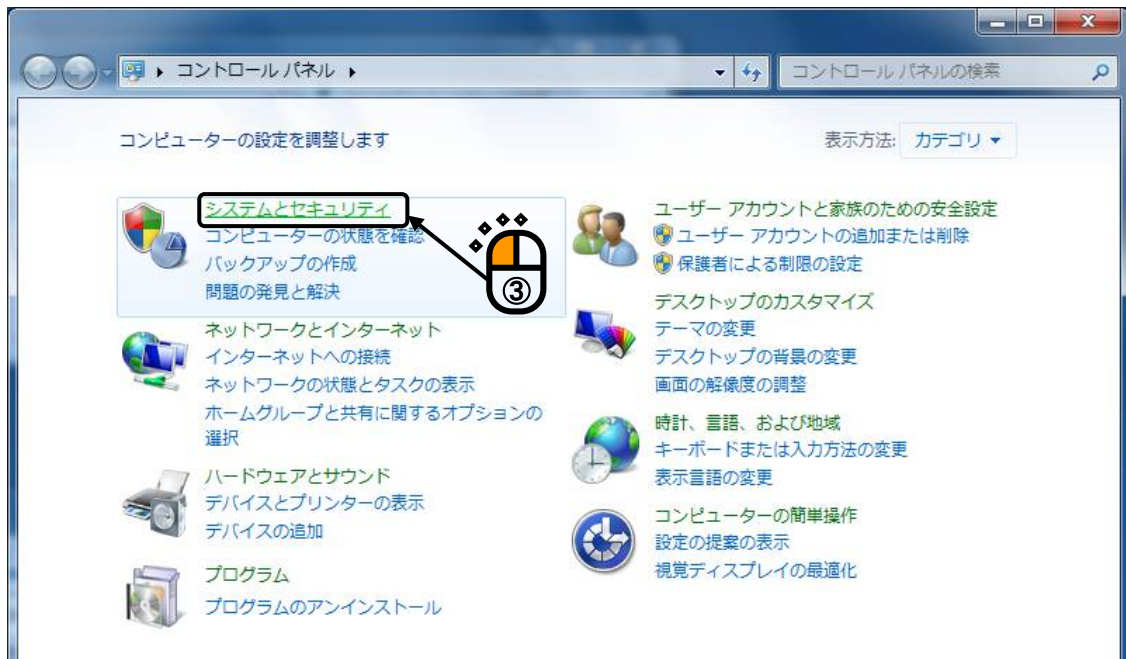 コントロール パネル
コントロール パネルの検索
コンピューターの設定を調整します
表示方法: カテゴリ
システムとセキュリティ
コンピューターの状態を確認
バックアップの作成
問題の発見と解決
③
ネットワークとインターネット
インターネットへの接続
ネットワークの状態とタスクの表示
ホームグループと共有に関するオプションの
選択
ハードウェアとサウンド
デバイスとプリンターの表示
デバイスの追加
プログラム
プログラムのアンインストール
ユーザー アカウントと家族のための安全設定
ユーザー アカウントの追加または削除
保護者による制限の設定
デスクトップのカスタマイズ
テーマの変更
デスクトップの背景の変更
画面の解像度の調整
時計、言語、および地域
キーボードまたは入力方法の変更
表示言語の変更
コンピューターの簡単操作
設定の提案の表示
視覚ディスプレイの最適化